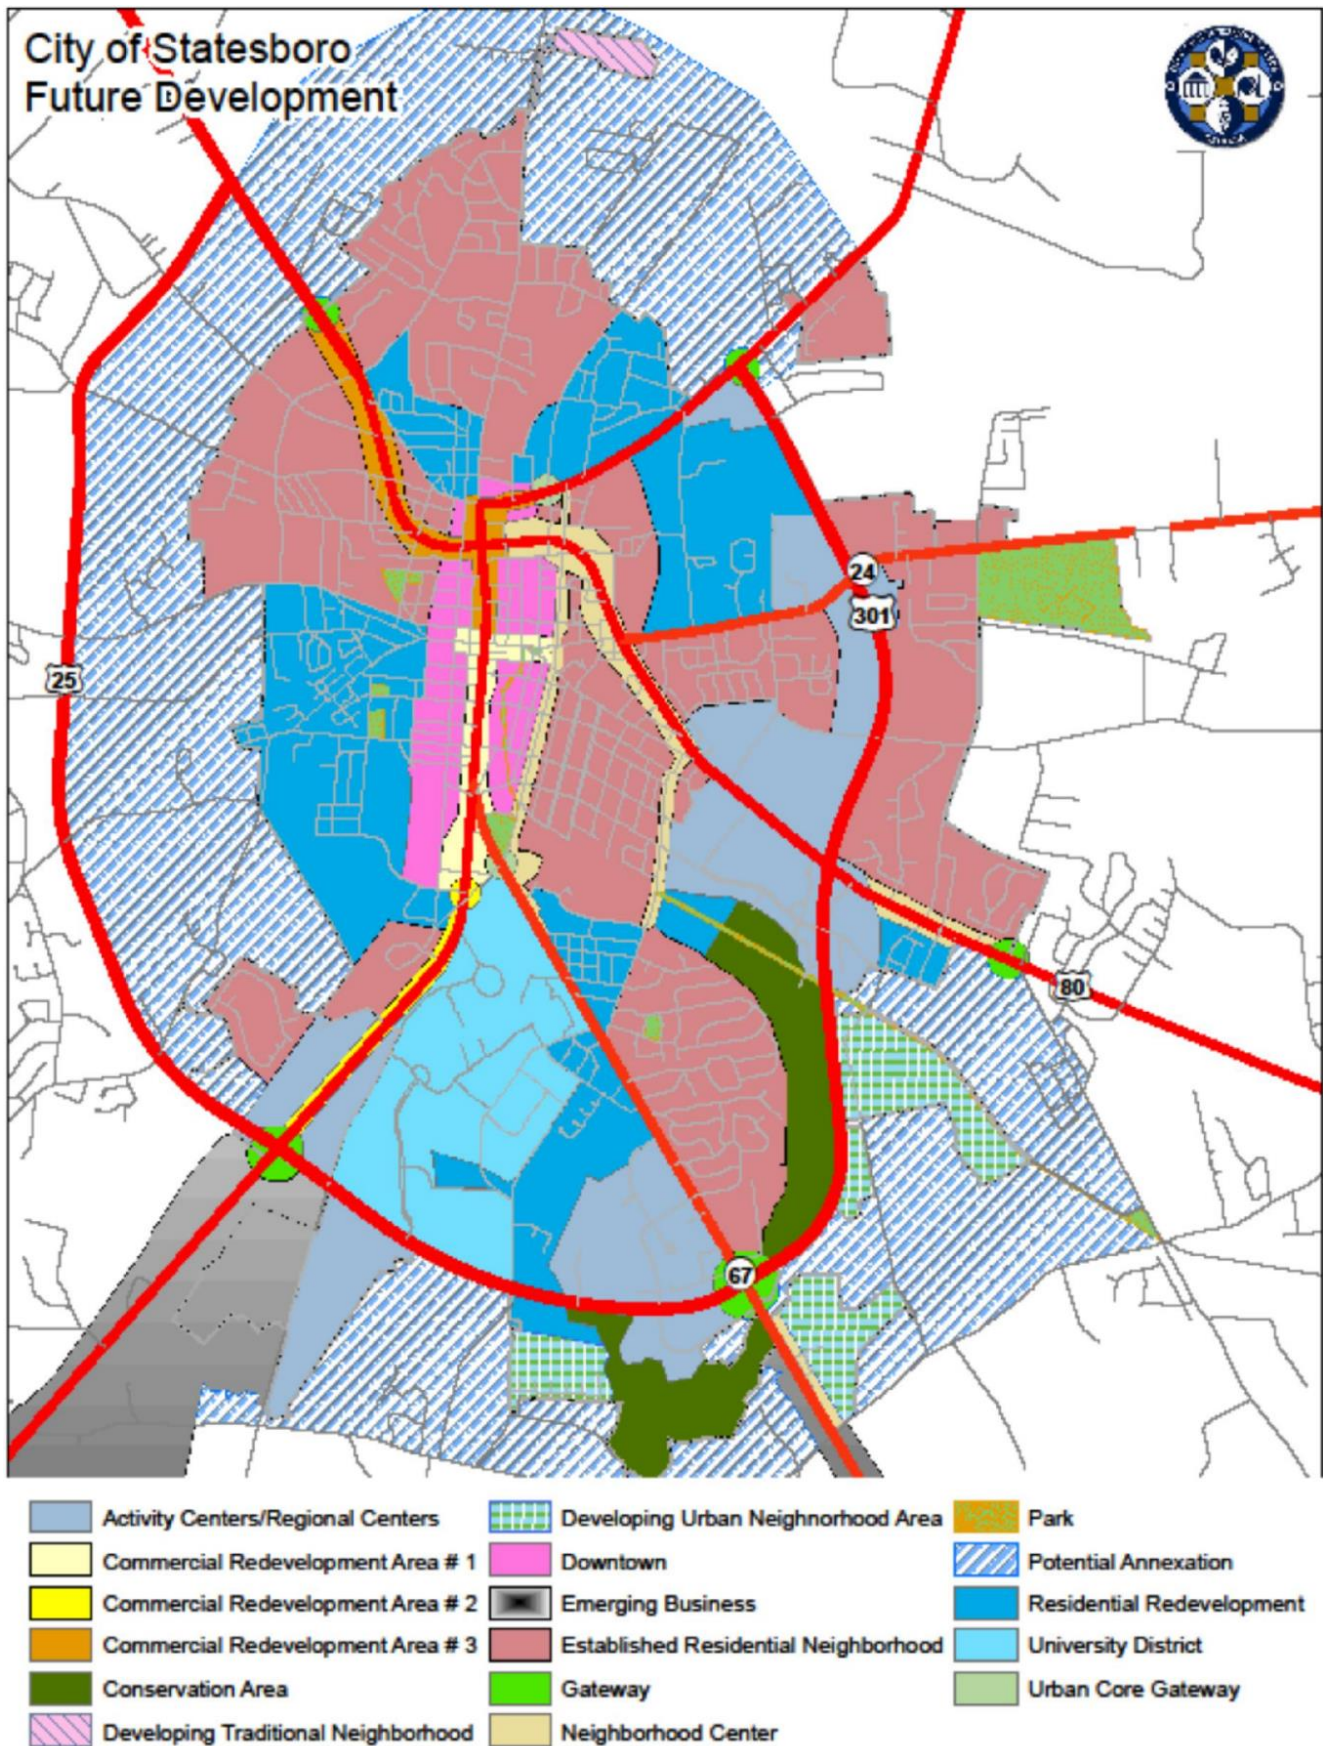 City of Statesboro
Future Development
24
301
25
80
67
Activity Centers/Regional Centers
Commercial Redevelopment Area # 1
Commercial Redevelopment Area # 2
Commercial Redevelopment Area # 3
Conservation Area
Developing Traditional Neighborhood
Developing Urban Neighnorhood Area
Downtown
Emerging Business
Established Residential Neighborhood
Gateway
Neighborhood Center
Park
Potential Annexation
Residential Redevelopment
University District
Urban Core Gateway